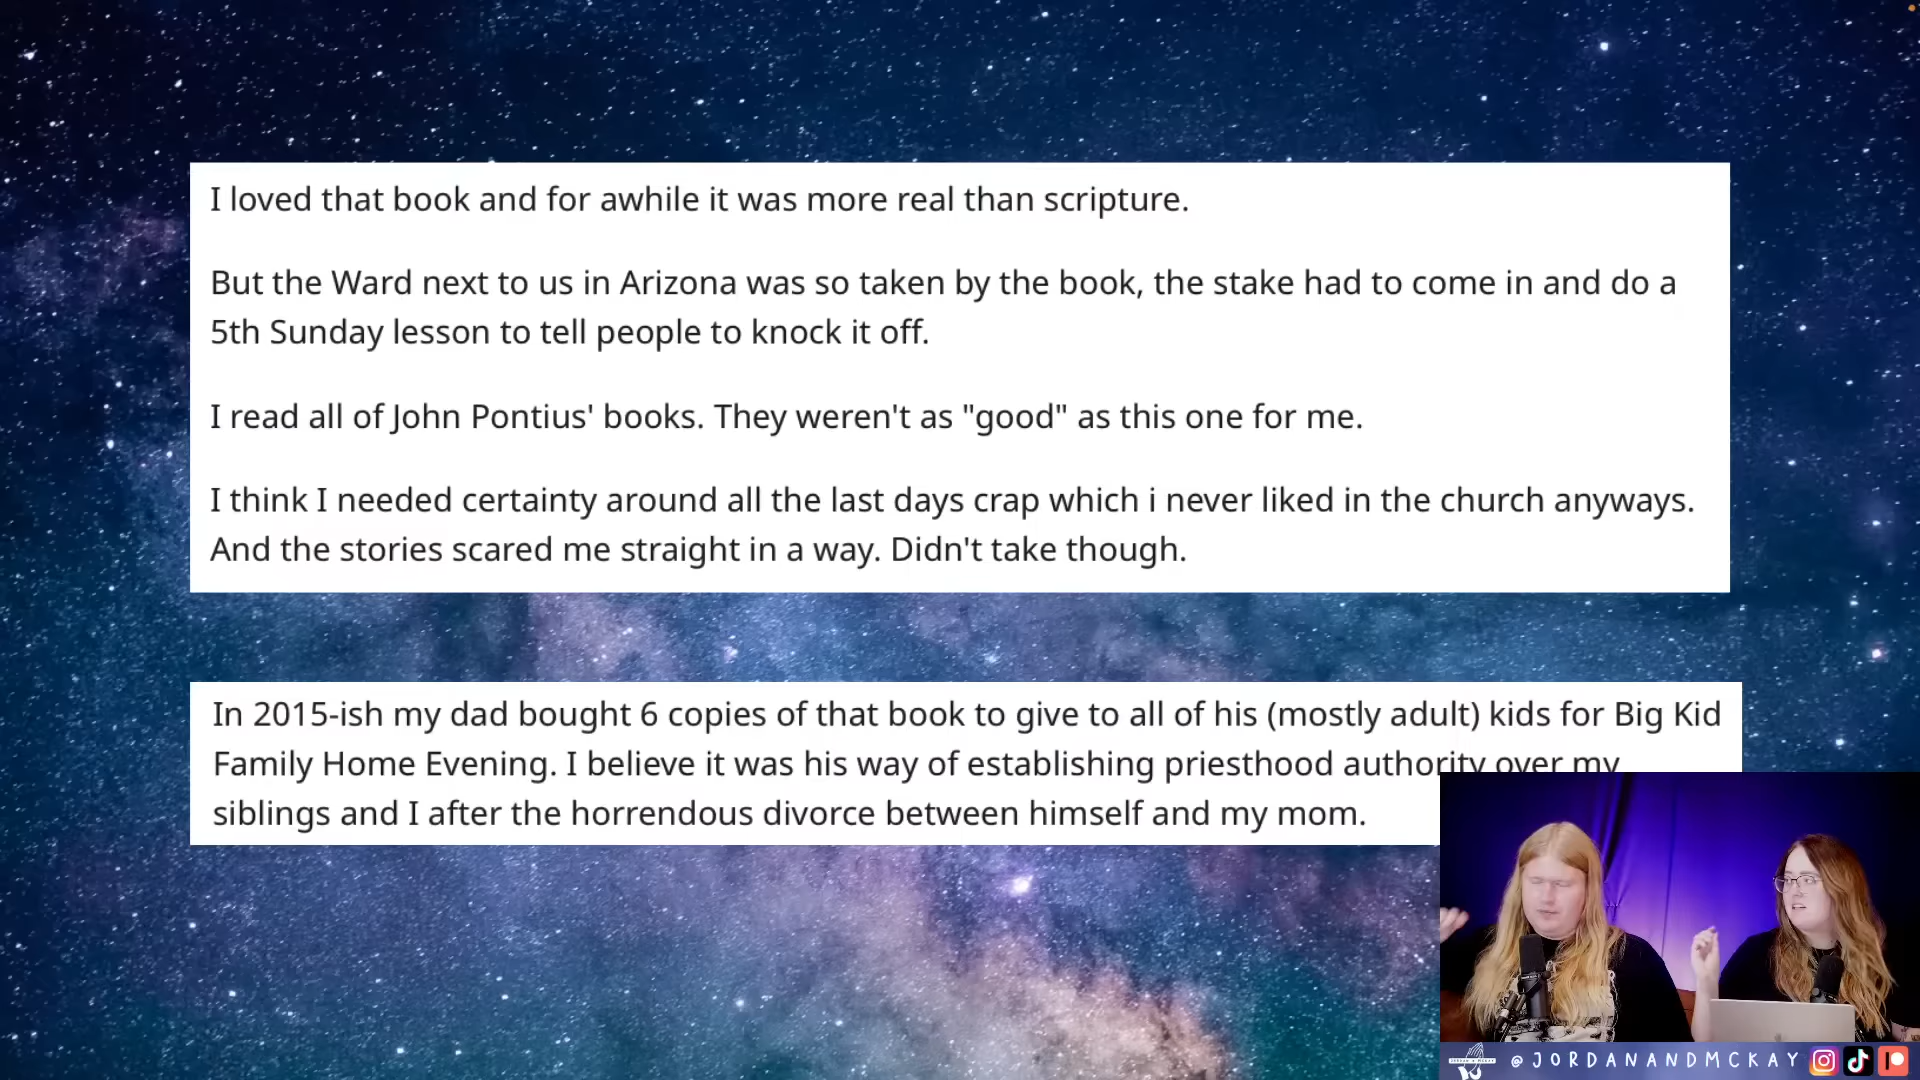 I loved that book and for awhile it was more real than scripture.
But the Ward next to us in Arizona was so taken by the book, the stake had to come in and do a
5th Sunday lesson to tell people to knock it off.
I read all of John Pontius' books. They weren't as "good" as this one for me.
I think I needed certainty around all the last days crap which i never liked in the church anyways.
And the stories scared me straight in a way. Didn't take though.
In 2015-ish my dad bought 6 copies of that book to give to all of his (mostly adult) kids for Big Kid
Family Home Evening. I believe it was his way of establishing priesthood authority over my
siblings and I after the horrendous divorce between himself and my mom.
@JORDANANDMCKAY